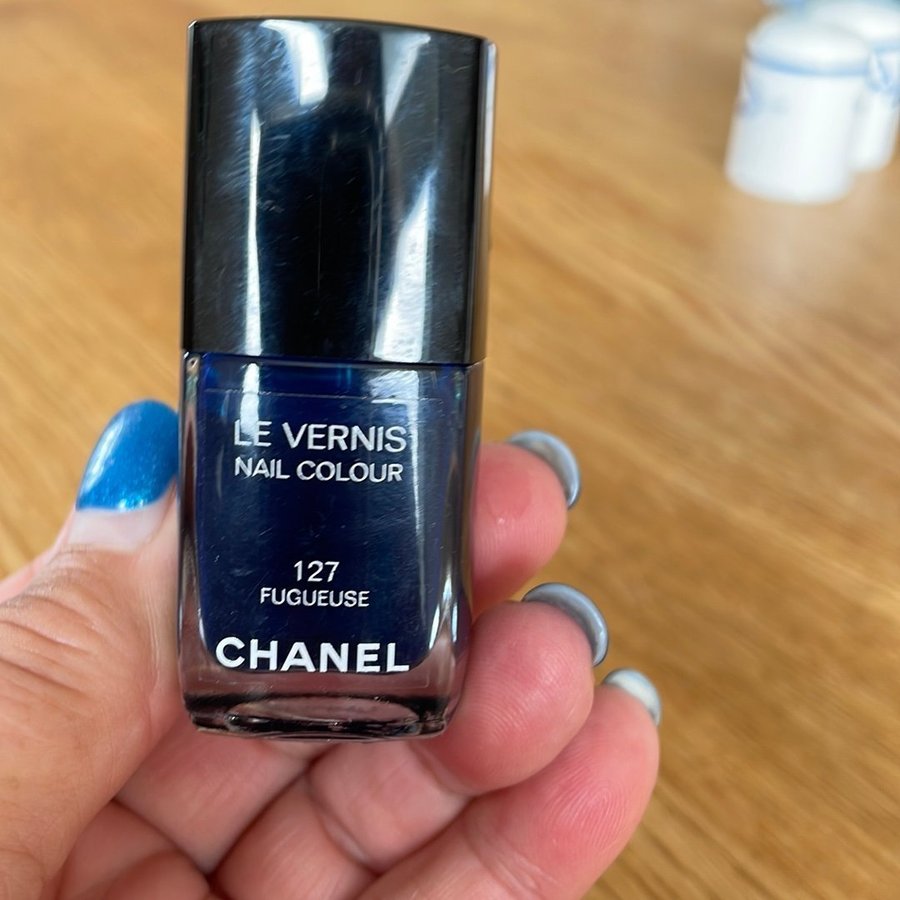 LE VERNIS
NAIL COLOUR
127
FUGUEUSE
CHANEL